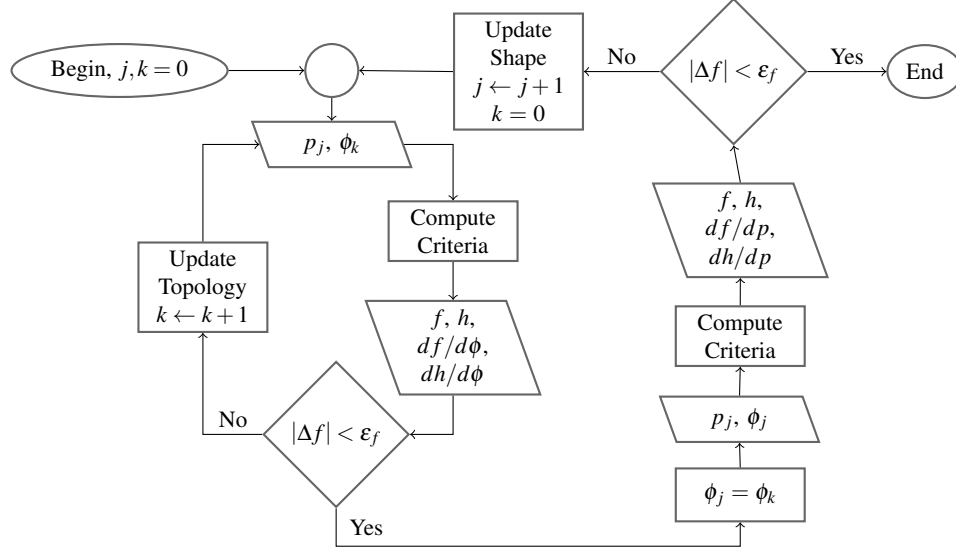 Begin, j,k = 0
Update
Shape
j ← j + 1
k = 0
No
|Δf| < ε_f
Yes
End
p_j, ϕ_k
Compute
Criteria
f, h,
df/dϕ,
dh/dϕ
Update
Topology
k ← k + 1
No
|Δf| < ε_f
Yes
ϕ_j = ϕ_k
p_j, ϕ_j
Compute
Criteria
f, h,
df/dp,
dh/dp